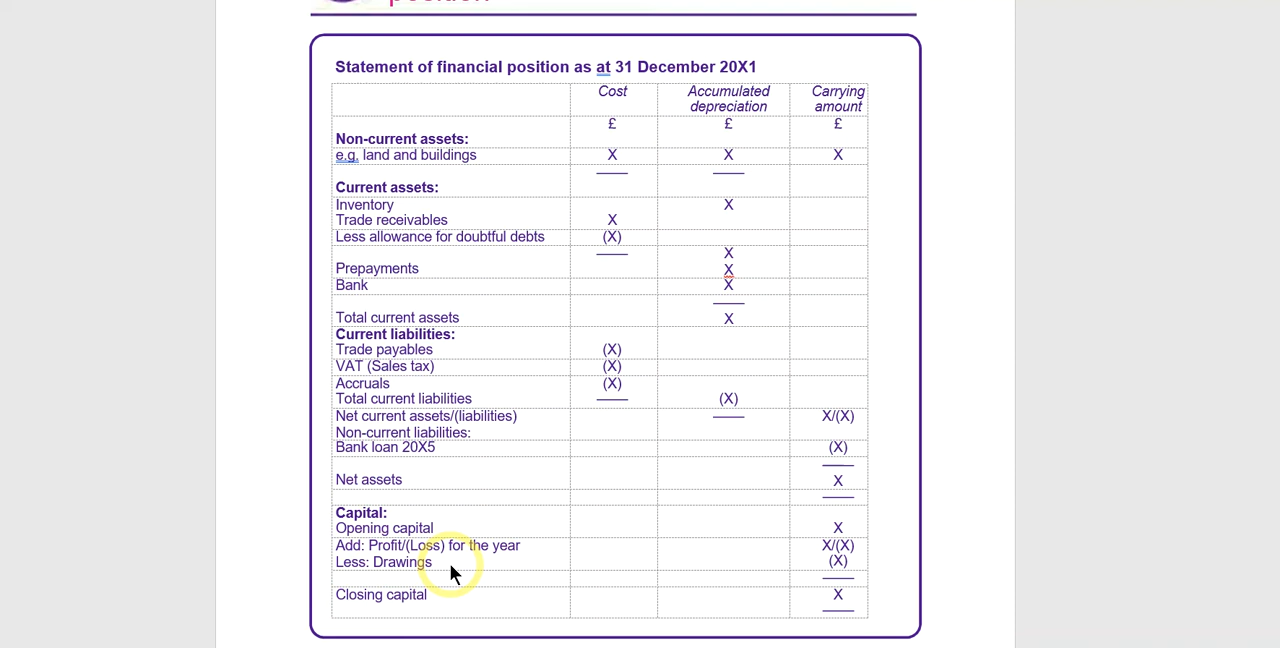 position
Statement of financial position as at 31 December 20X1
Cost Accumulated depreciation Carrying amount
£ £ £
Non-current assets:
e.g. land and buildings X X X
Current assets:
Inventory X
Trade receivables X
Less allowance for doubtful debts (X)
X
Prepayments X
Bank X
Total current assets X
Current liabilities:
Trade payables (X)
VAT (Sales tax) (X)
Accruals (X)
Total current liabilities (X)
Net current assets/(liabilities) X/(X)
Non-current liabilities:
Bank loan 20X5 (X)
Net assets X
Capital:
Opening capital X
Add: Profit/(Loss) for the year X/(X)
Less: Drawings (X)
Closing capital X